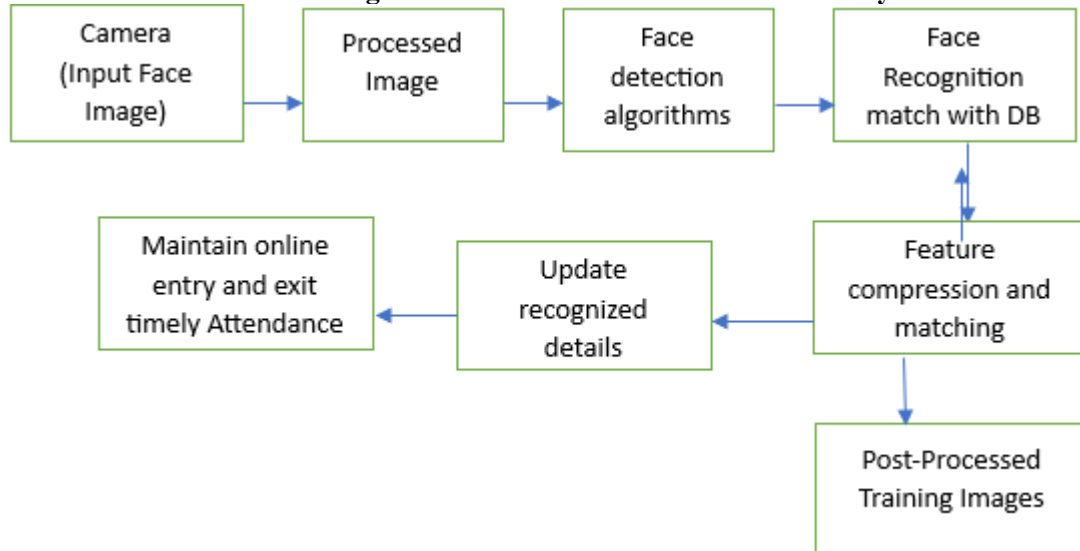 Camera
(Input Face
Image)
Processed
Image
Face
detection
algorithms
Face
Recognition
match with DB
Maintain online
entry and exit
timely Attendance
Update
recognized
details
Feature
compression and
matching
Post-Processed
Training Images